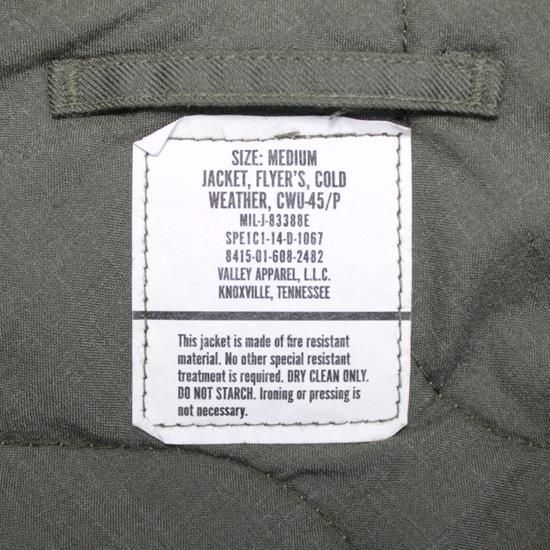 SIZE: MEDIUM
JACKET, FLYER'S, COLD
WEATHER, CWU-45/P
MIL-J-83388E
SPE1C1-14-D-1067
8415-01-608-2482
VALLEY APPAREL, L.L.C.
KNOXVILLE, TENNESSEE
This jacket is made of fire resistant
material. No other special resistant
treatment is required. DRY CLEAN ONLY.
DO NOT STARCH. Ironing or pressing is
not necessary.